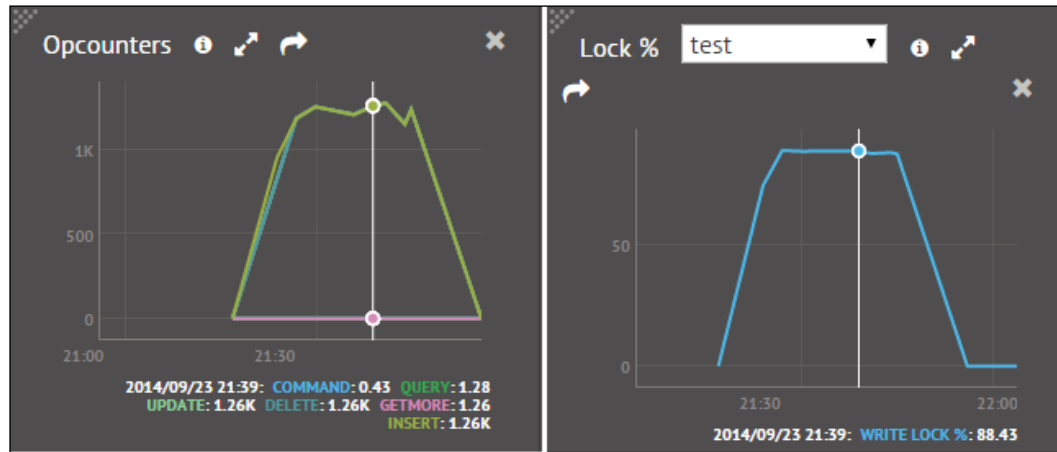 Opcounters
1K
500
0
21:00 21:30
2014/09/23 21:39: COMMAND: 0.43 QUERY: 1.28
UPDATE: 1.26K DELETE: 1.26K GETMORE: 1.26
INSERT: 1.26K
Lock % test
50
0
21:30 22:00
2014/09/23 21:39: WRITE LOCK %: 88.43